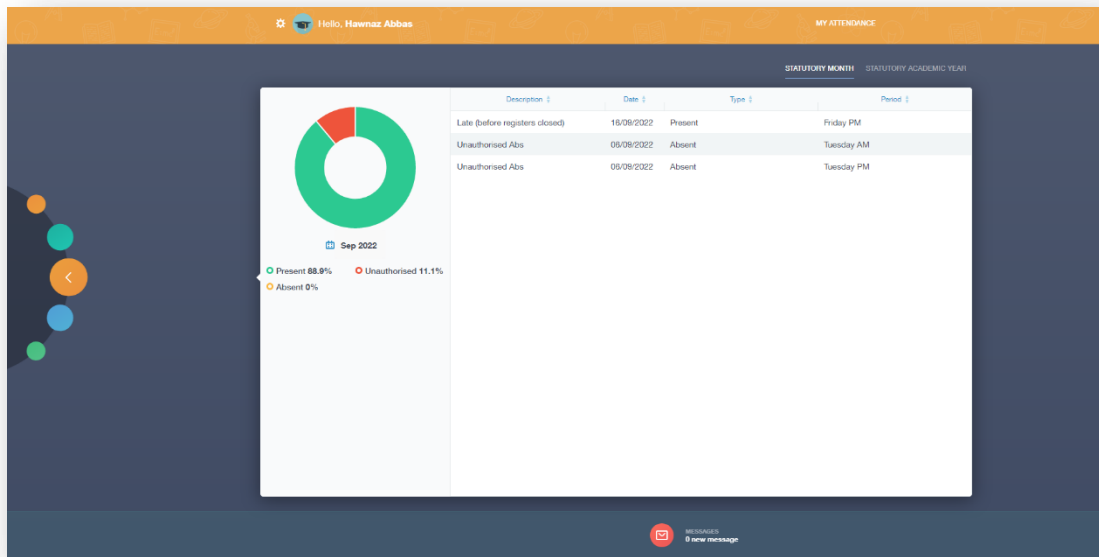 Hello, Hawnaz Abbas
MY ATTENDANCE
STATUTORY MONTH STATUTORY ACADEMIC YEAR
Description Date Type Period
Late (before registers closed) 16/09/2022 Present Friday PM
Unauthorised Abs 06/09/2022 Absent Tuesday AM
Unauthorised Abs 06/09/2022 Absent Tuesday PM
Sep 2022
Present 88.9% Unauthorised 11.1%
Absent 0%
MESSAGES
0 new message